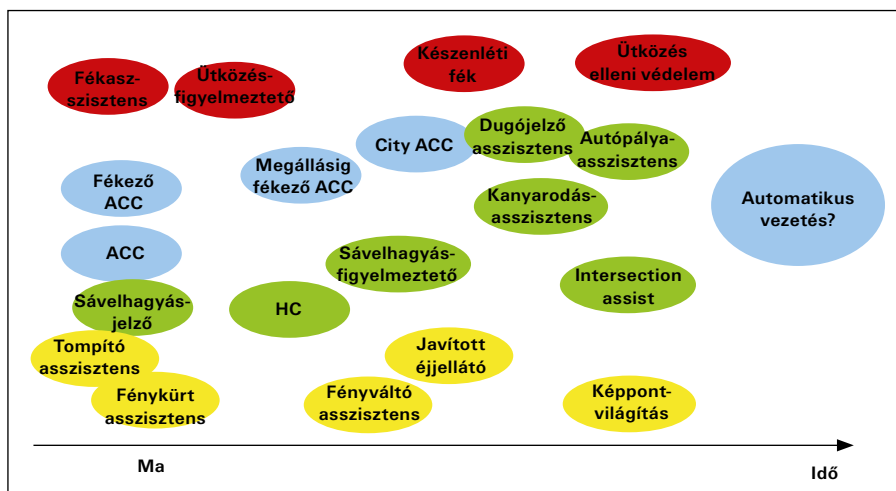 Készenléti
fék
Ütközés
elleni védelem
Fékasz-
szisztens
Ütközés-
figyelmeztető
Dugójelző
asszisztens
City ACC
Autópálya-
asszisztens
Megállásig
fékező ACC
Fékező
ACC
Kanyarodás-
asszisztens
Automatikus
vezetés?
ACC
Sávelhagyás-
figyelmeztető
Intersection
assist
Sávelhagyás-
jelző
HC
Tompító
asszisztens
Javított
éjjellátó
Fénykürt
asszisztens
Fényváltó
asszisztens
Képpont-
világítás
Ma
Idő